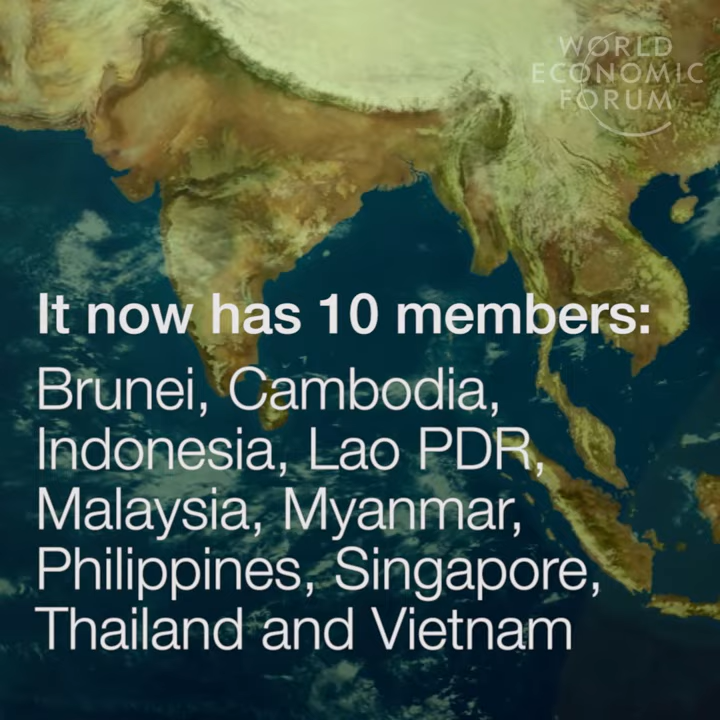 WORLD
ECONOMIC
FORUM
It now has 10 members:
Brunei, Cambodia,
Indonesia, Lao PDR,
Malaysia, Myanmar,
Philippines, Singapore,
Thailand and Vietnam